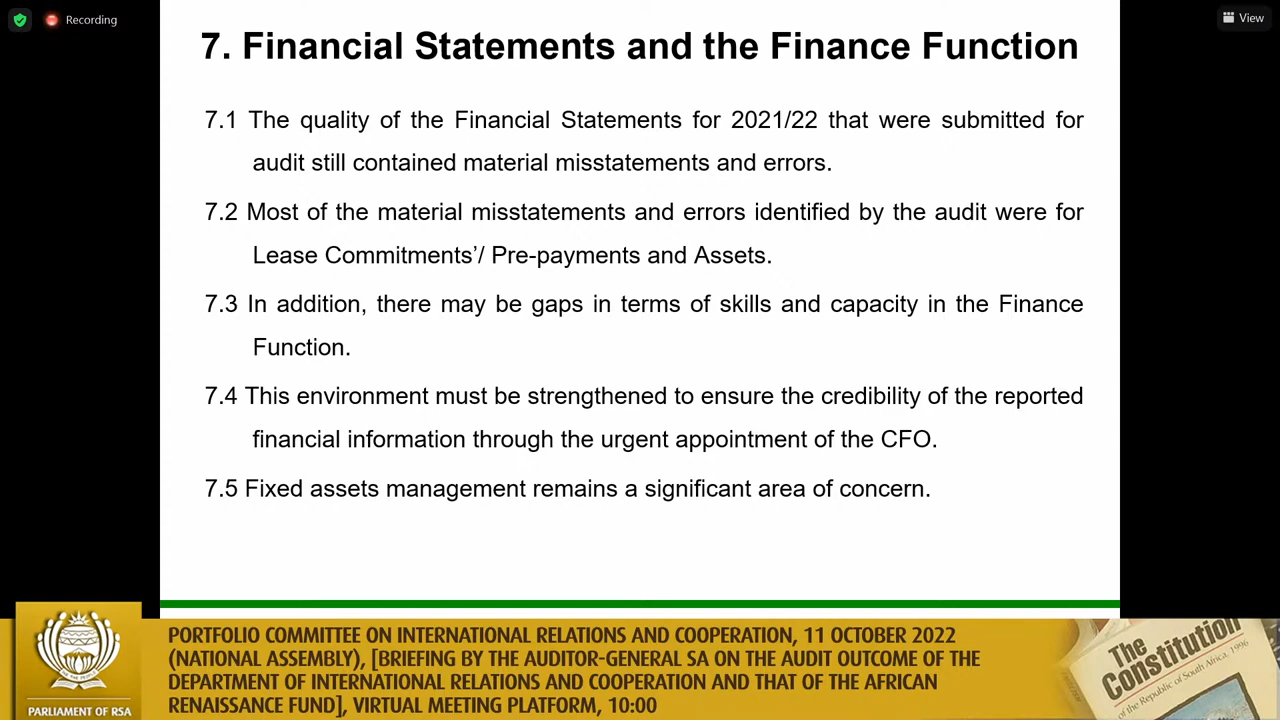 Recording
View
7. Financial Statements and the Finance Function
7.1 The quality of the Financial Statements for 2021/22 that were submitted for
audit still contained material misstatements and errors.
7.2 Most of the material misstatements and errors identified by the audit were for
Lease Commitments’/ Pre-payments and Assets.
7.3 In addition, there may be gaps in terms of skills and capacity in the Finance
Function.
7.4 This environment must be strengthened to ensure the credibility of the reported
financial information through the urgent appointment of the CFO.
7.5 Fixed assets management remains a significant area of concern.
PARLIAMENT OF RSA
PORTFOLIO COMMITTEE ON INTERNATIONAL RELATIONS AND COOPERATION, 11 OCTOBER 2022
(NATIONAL ASSEMBLY), [BRIEFING BY THE AUDITOR-GENERAL SA ON THE AUDIT OUTCOME OF THE
DEPARTMENT OF INTERNATIONAL RELATIONS AND COOPERATION AND THAT OF THE AFRICAN
RENAISSANCE FUND], VIRTUAL MEETING PLATFORM, 10:00
The
Constitution
of the Republic of South Africa, 1996